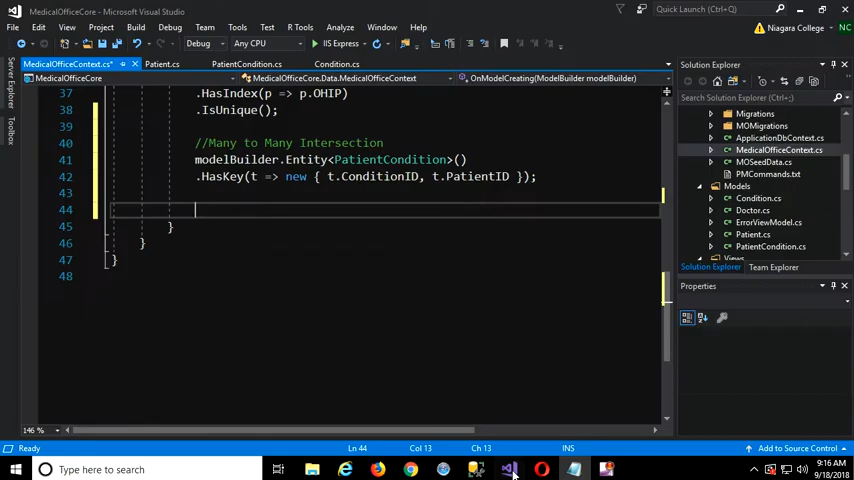 MedicalOfficeCore - Microsoft Visual Studio
Quick Launch (Ctrl+Q)
File Edit View Project Build Debug Team Tools Test R Tools Analyze Window Help
Niagara College NC
Debug Any CPU IIS Express
MedicalOfficeContext.cs* Patient.cs PatientCondition.cs Condition.cs
MedicalOfficeCore MedicalOfficeCore.Data.MedicalOfficeContext OnModelCreating(ModelBuilder modelBuilder)
Server Explorer
Toolbox
37 .HasIndex(p => p.OHIP)
38 .IsUnique();
39
40 //Many to Many Intersection
41 modelBuilder.Entity<PatientCondition>()
42 .HasKey(t => new { t.ConditionID, t.PatientID });
43
44
45 }
46 }
47 }
48
Solution Explorer
Search Solution Explorer (Ctrl+;)
Migrations
MOMigrations
ApplicationDbContext.cs
MedicalOfficeContext.cs
MOSeedData.cs
PMCommands.txt
Models
Condition.cs
Doctor.cs
ErrorViewModel.cs
Patient.cs
PatientCondition.cs
Views
Solution Explorer Team Explorer
Properties
146 %
Ready Ln 44 Col 13 Ch 13 INS Add to Source Control
Type here to search
9:16 AM
9/18/2018